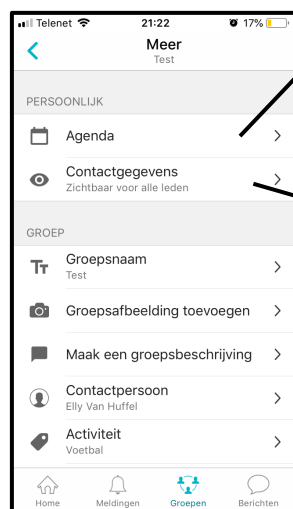 Telenet 21:22 17%
Meer
Test
PERSOONLIJK
Agenda
Contactgegevens
Zichtbaar voor alle leden
GROEP
Groepsnaam
Test
Groepsafbeelding toevoegen
Maak een groepsbeschrijving
Contactpersoon
Elly Van Huffel
Activiteit
Voetbal
Home Meldingen Groepen Berichten